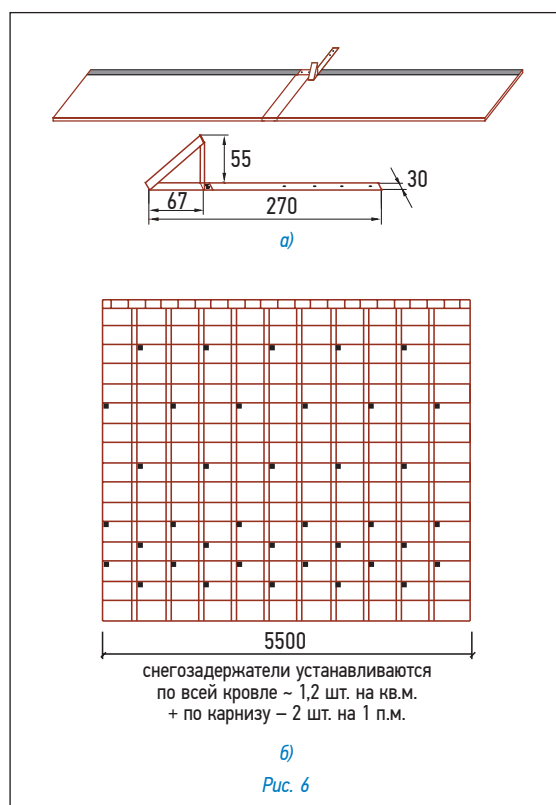 55
30
67
270
а)
5500
снегозадержатели устанавливаются
по всей кровле ~ 1,2 шт. на кв.м.
+ по карнизу – 2 шт. на 1 п.м.
б)
Рис. 6